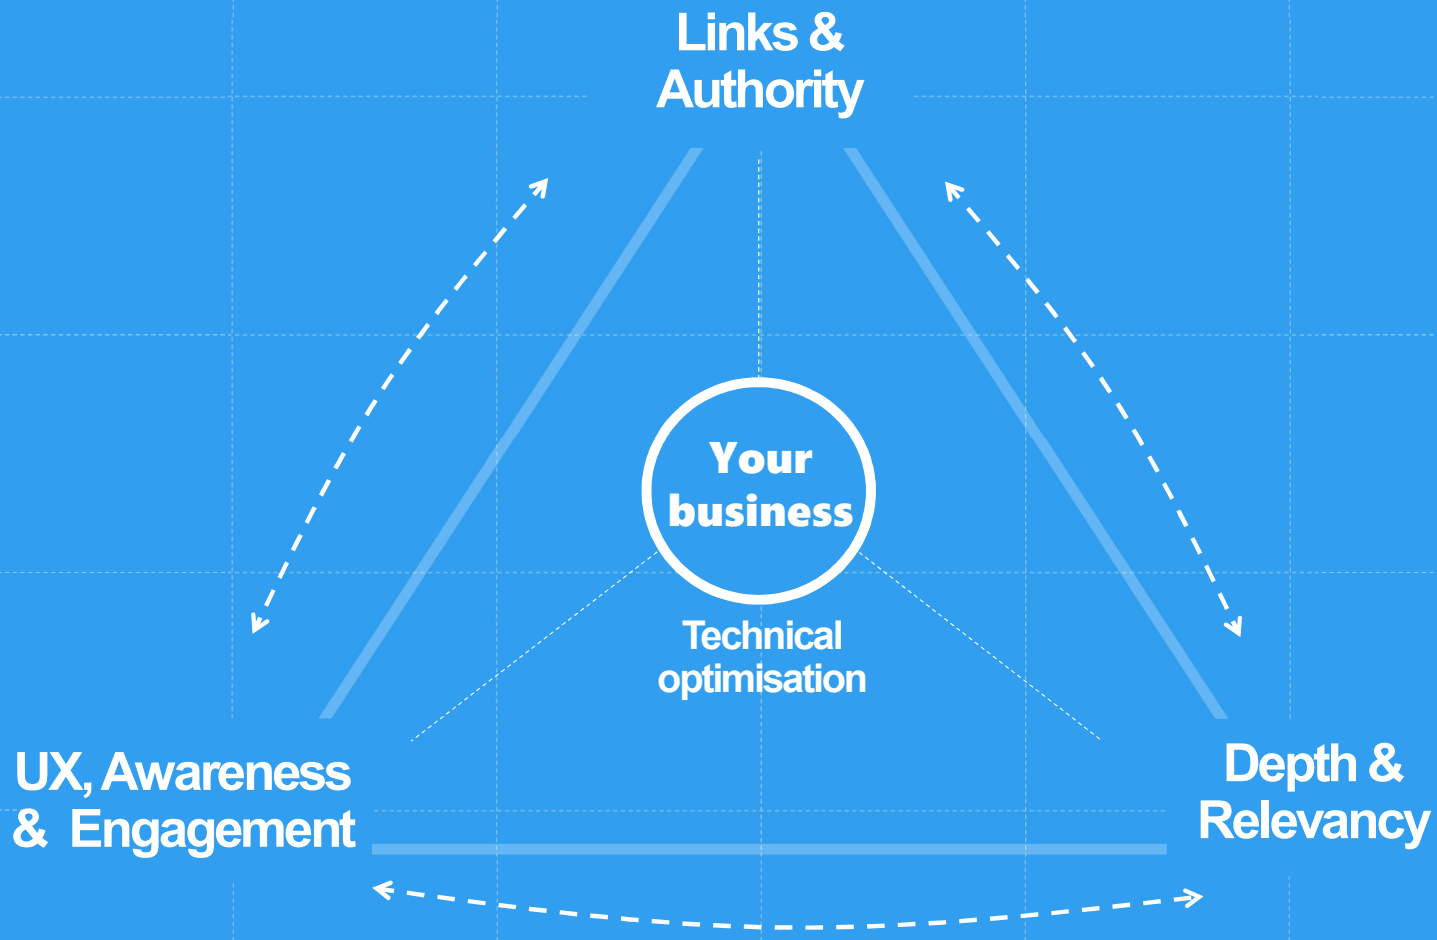 Links &
Authority
Your
business
Technical
optimisation
UX, Awareness
& Engagement
Depth &
Relevancy